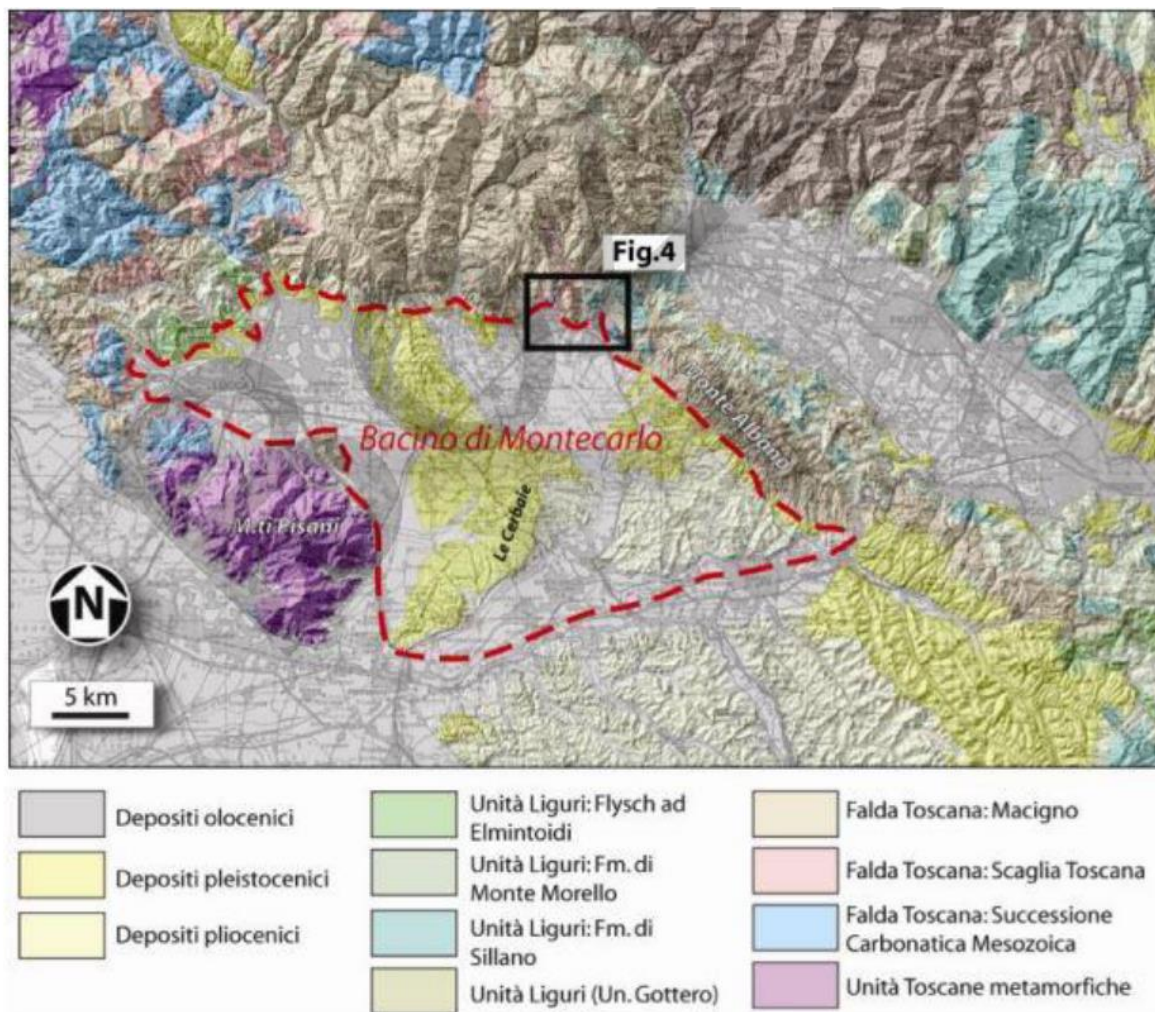 Fig.4
Monte Albano
Bacino di Montecarlo
Le Cerbaie
M.ti Pisani
N
5 km
Depositi olocenici
Depositi pleistocenici
Depositi pliocenici
Unità Liguri: Flysch ad
Elmintoidi
Unità Liguri: Fm. di
Monte Morello
Unità Liguri: Fm. di
Sillano
Unità Liguri (Un. Gottero)
Falda Toscana: Macigno
Falda Toscana: Scaglia Toscana
Falda Toscana: Successione
Carbonatica Mesozoica
Unità Toscane metamorfiche